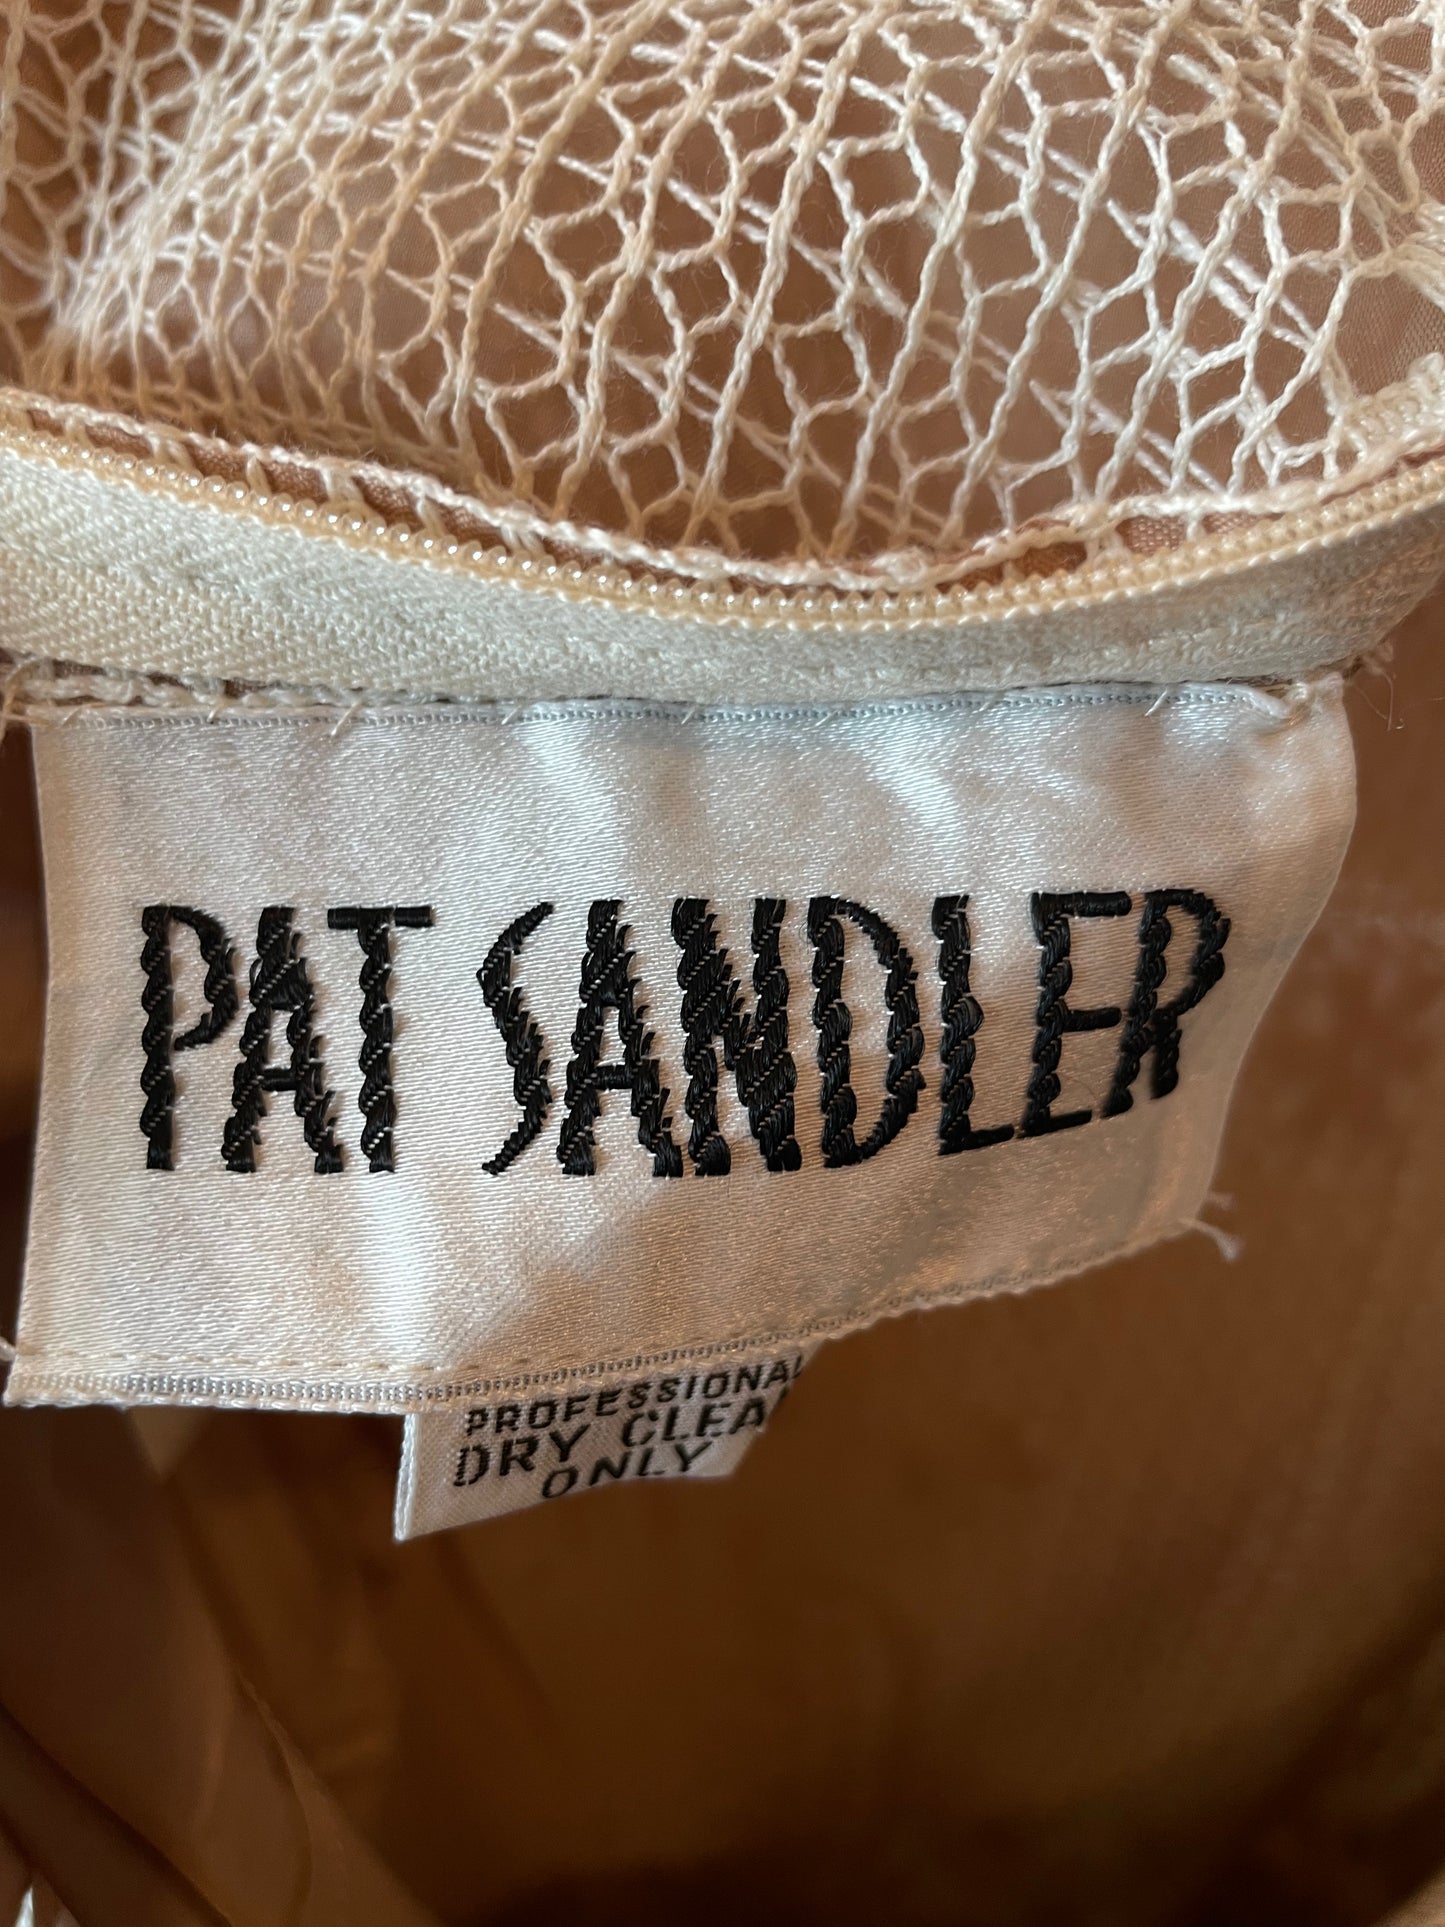 PAT SANDLER
PROFESSIONAL
DRY CLEA
ONLY